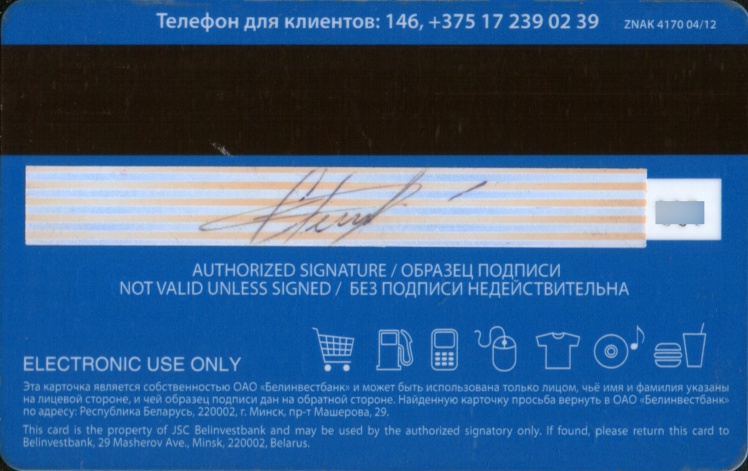 Телефон для клиентов: 146, +375 17 239 02 39 ZNAK 4170 04/12
AUTHORIZED SIGNATURE / ОБРАЗЕЦ ПОДПИСИ
NOT VALID UNLESS SIGNED / БЕЗ ПОДПИСИ НЕДЕЙСТВИТЕЛЬНА
ELECTRONIC USE ONLY
Эта карточка является собственностью ОАО «Белинвестбанк» и может быть использована только лицом, чьё имя и фамилия указаны
на лицевой стороне, и чей образец подписи дан на обратной стороне. Найденную карточку просьба вернуть в ОАО «Белинвестбанк»
по адресу: Республика Беларусь, 220002, г. Минск, пр-т Машерова, 29.
This card is the property of JSC Belinvestbank and may be used by the authorized signatory only. If found, please return this card to
Belinvestbank, 29 Masherov Ave., Minsk, 220002, Belarus.